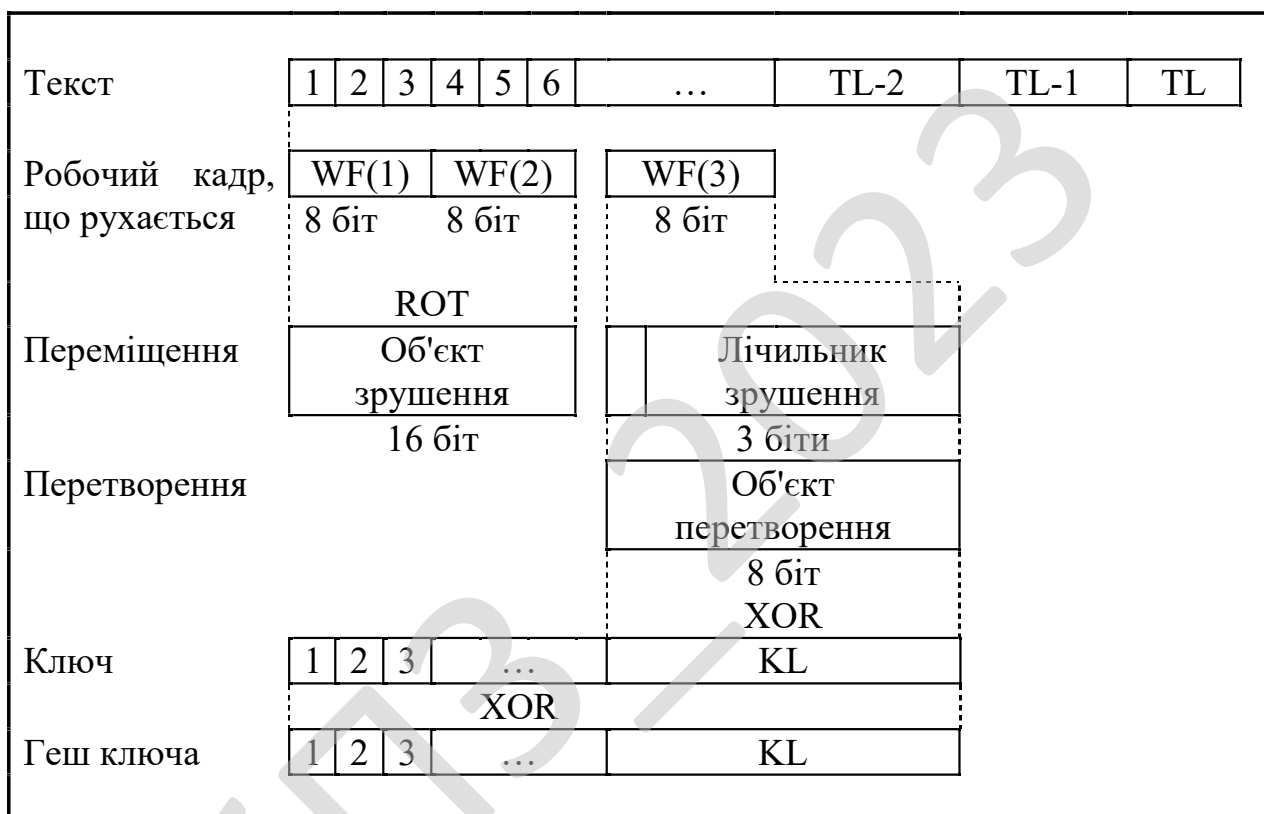 Текст 1 2 3 4 5 6 … TL-2 TL-1 TL
Робочий кадр, WF(1) WF(2) WF(3)
що рухається 8 біт 8 біт 8 біт
ROT
Переміщення Об'єкт Лічильник
зрушення зрушення
16 біт 3 біти
Перетворення Об'єкт
перетворення
8 біт
XOR
Ключ 1 2 3 … KL
XOR
Геш ключа 1 2 3 … KL
ПЗ_2023